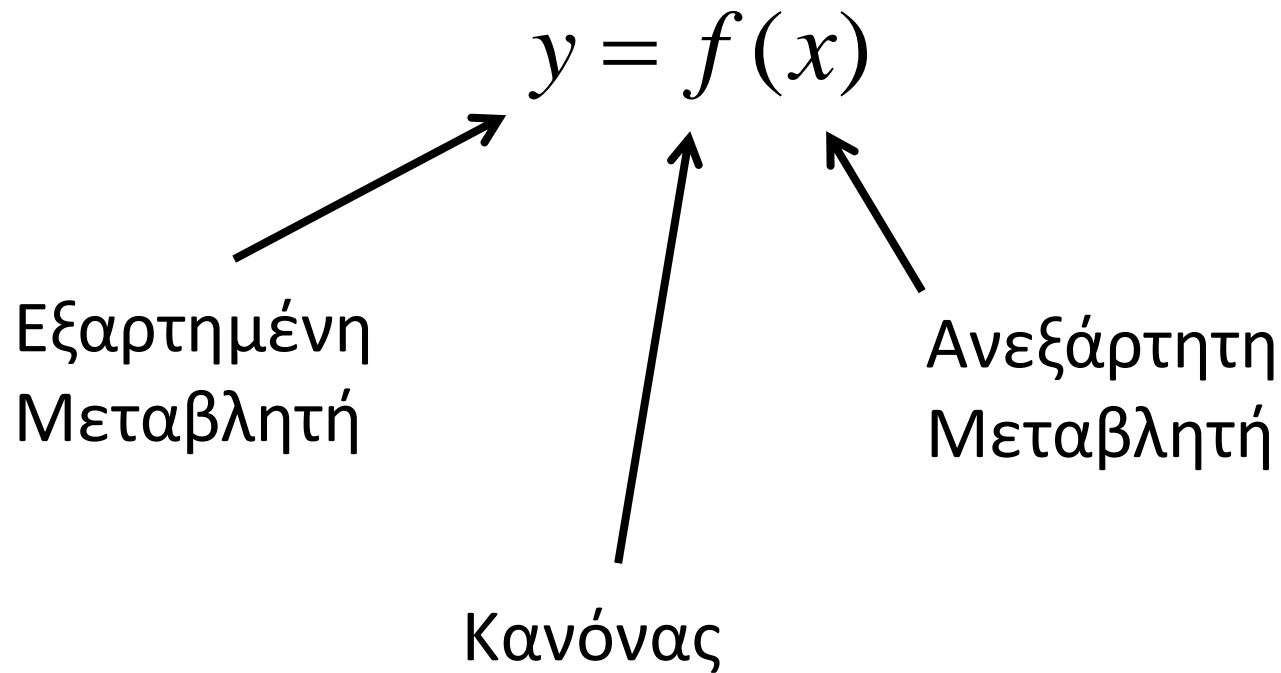 y = f(x)
Εξαρτημένη
Μεταβλητή
Ανεξάρτητη
Μεταβλητή
Κανόνας